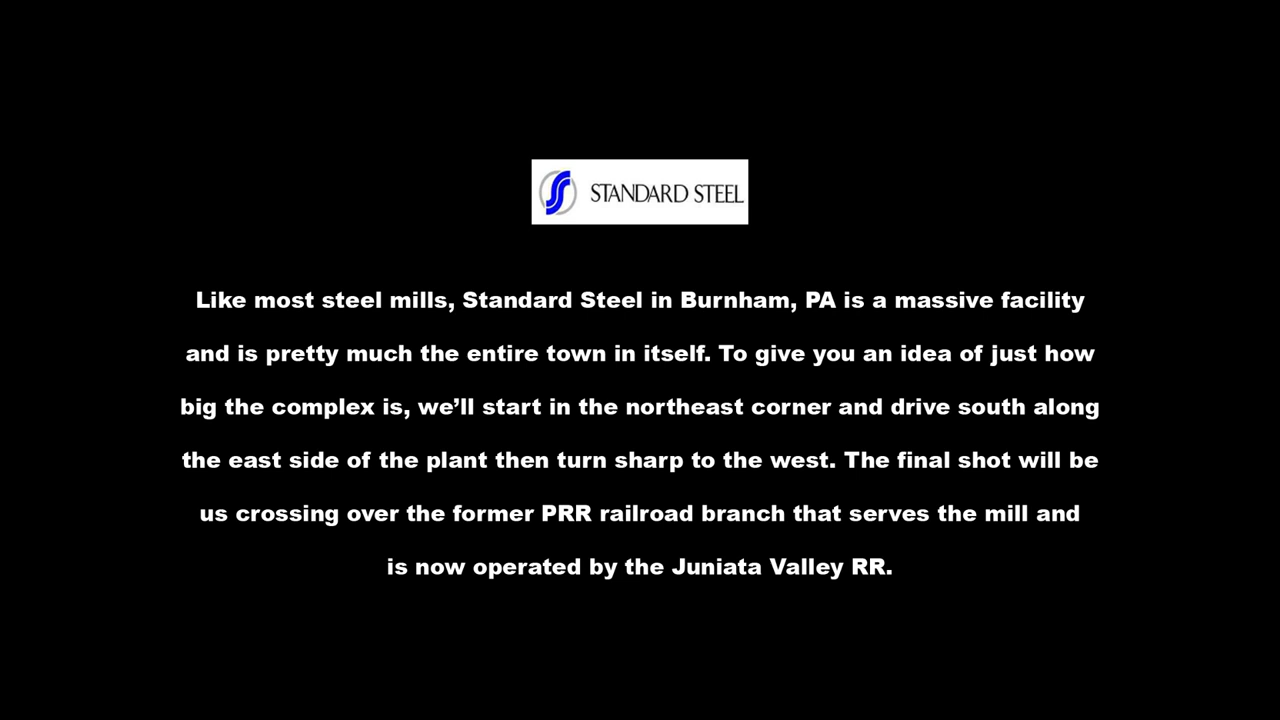 STANDARD STEEL
Like most steel mills, Standard Steel in Burnham, PA is a massive facility
and is pretty much the entire town in itself. To give you an idea of just how
big the complex is, we’ll start in the northeast corner and drive south along
the east side of the plant then turn sharp to the west. The final shot will be
us crossing over the former PRR railroad branch that serves the mill and
is now operated by the Juniata Valley RR.